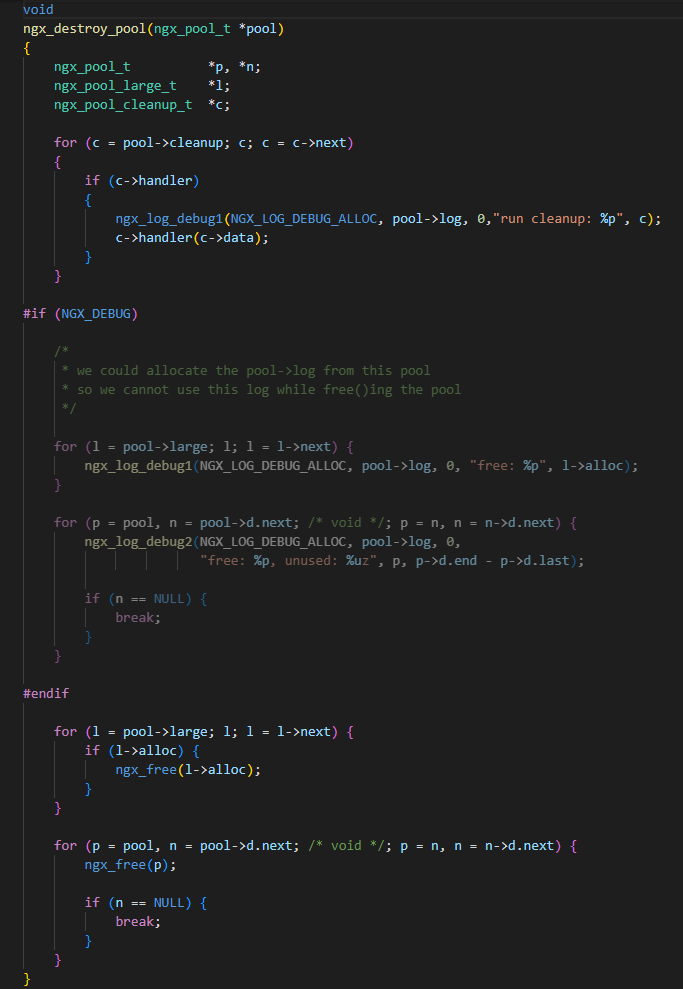 void
ngx_destroy_pool(ngx_pool_t *pool)
{
    ngx_pool_t          *p, *n;
    ngx_pool_large_t    *l;
    ngx_pool_cleanup_t  *c;

    for (c = pool->cleanup; c; c = c->next)
    {
        if (c->handler)
        {
            ngx_log_debug1(NGX_LOG_DEBUG_ALLOC, pool->log, 0,"run cleanup: %p", c);
            c->handler(c->data);
        }
    }

#if (NGX_DEBUG)

    /*
     * we could allocate the pool->log from this pool
     * so we cannot use this log while free()ing the pool
     */

    for (l = pool->large; l; l = l->next) {
        ngx_log_debug1(NGX_LOG_DEBUG_ALLOC, pool->log, 0, "free: %p", l->alloc);
    }

    for (p = pool, n = pool->d.next; /* void */; p = n, n = n->d.next) {
        ngx_log_debug2(NGX_LOG_DEBUG_ALLOC, pool->log, 0,
                       "free: %p, unused: %uz", p, p->d.end - p->d.last);

        if (n == NULL) {
            break;
        }
    }

#endif

    for (l = pool->large; l; l = l->next) {
        if (l->alloc) {
            ngx_free(l->alloc);
        }
    }

    for (p = pool, n = pool->d.next; /* void */; p = n, n = n->d.next) {
        ngx_free(p);

        if (n == NULL) {
            break;
        }
    }
}